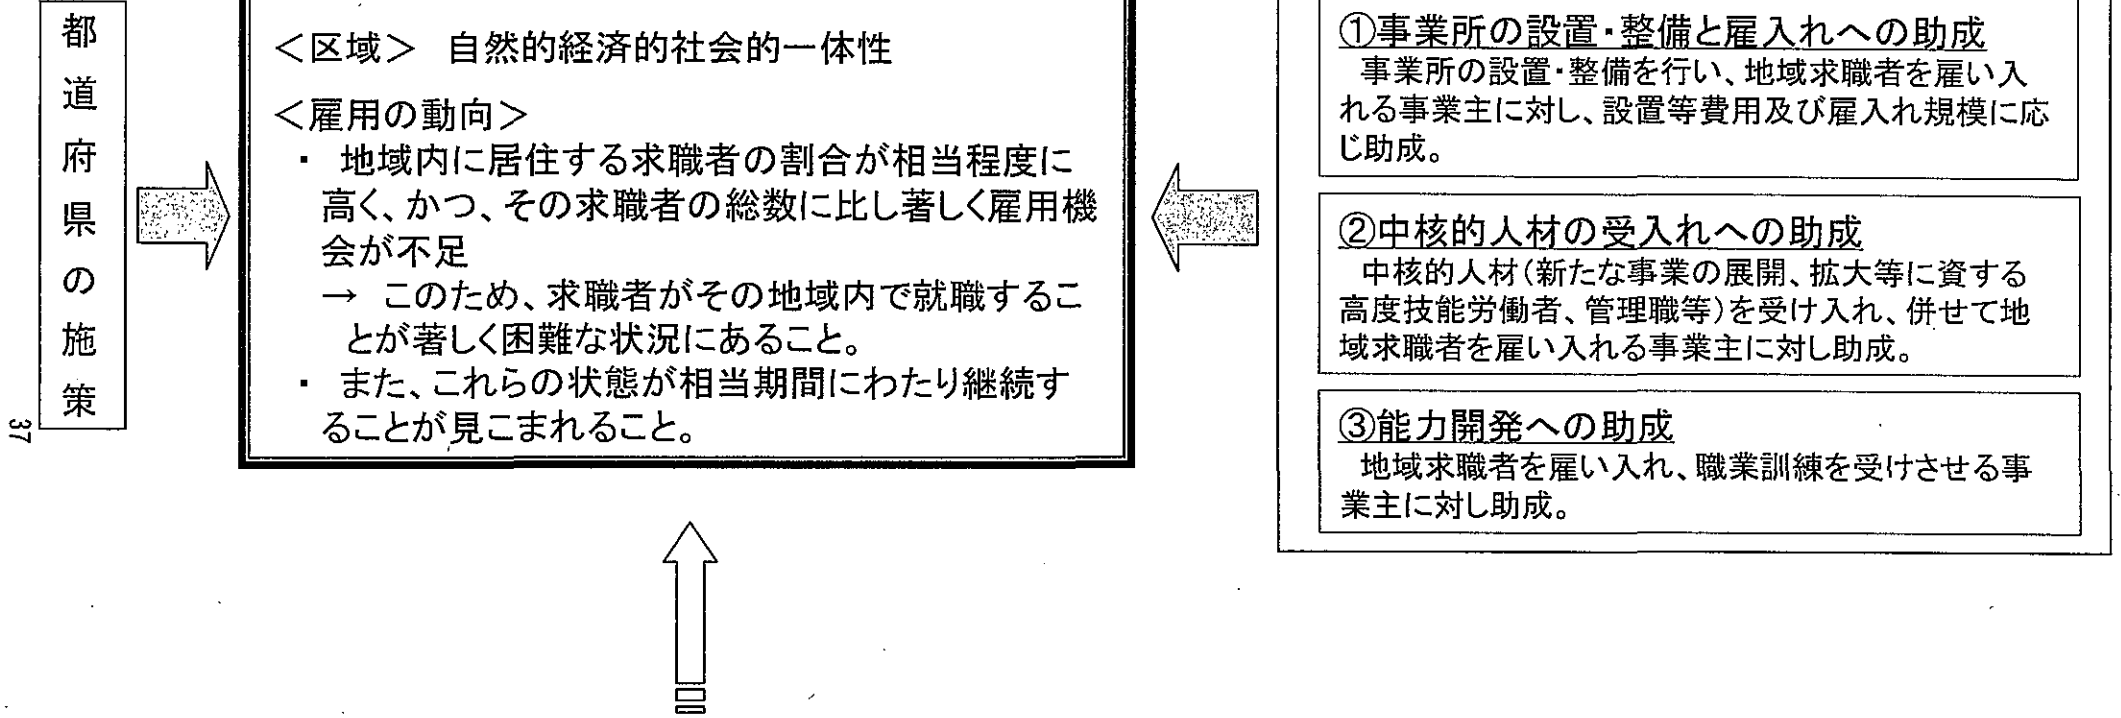 都道府県の施策
37
＜区域＞　自然的経済的社会的一体性
＜雇用の動向＞
・ 地域内に居住する求職者の割合が相当程度に
高く、かつ、その求職者の総数に比し著しく雇用機
会が不足
→ このため、求職者がその地域内で就職するこ
とが著しく困難な状況にあること。
・ また、これらの状態が相当期間にわたり継続す
ることが見こまれること。
①事業所の設置・整備と雇入れへの助成
事業所の設置・整備を行い、地域求職者を雇い入
れる事業主に対し、設置等費用及び雇入れ規模に応
じ助成。
②中核的人材の受入れへの助成
中核的人材（新たな事業の展開、拡大等に資する
高度技能労働者、管理職等）を受け入れ、併せて地
域求職者を雇い入れる事業主に対し助成。
③能力開発への助成
地域求職者を雇い入れ、職業訓練を受けさせる事
業主に対し助成。